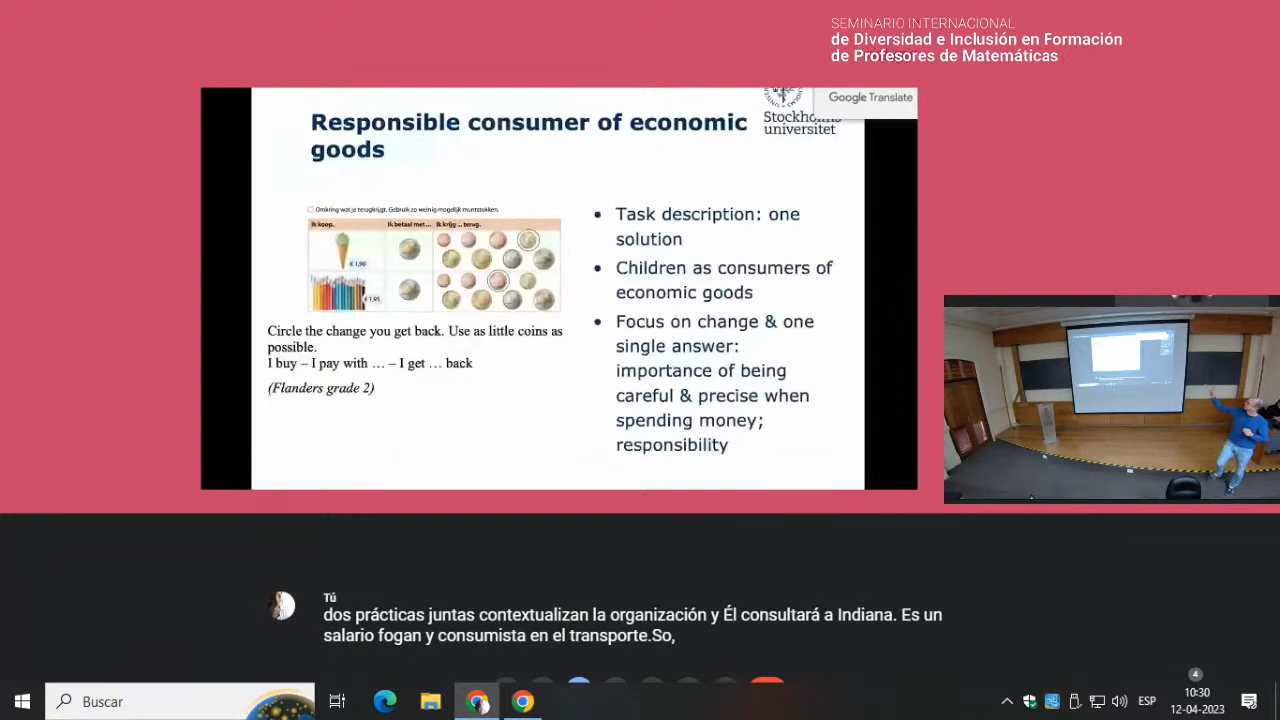 SEMINARIO INTERNACIONAL
de Diversidad e Inclusión en Formación
de Profesores de Matemáticas
Google Translate
Stockholms
universitet
Responsible consumer of economic
goods
Omkring wat je terugkrijgt. Gebruik zo weinig mogelijk muntstukken.
Ik koop. Ik betaal met ... Ik krijg ... terug.
€ 1,90
€ 1,95
Circle the change you get back. Use as little coins as
possible.
I buy – I pay with … – I get … back
(Flanders grade 2)
• Task description: one
solution
• Children as consumers of
economic goods
• Focus on change & one
single answer:
importance of being
careful & precise when
spending money;
responsibility
Tú
dos prácticas juntas contextualizan la organización y Él consultará a Indiana. Es un
salario fogan y consumista en el transporte.So,
Buscar
4
ESP
10:30
12-04-2023